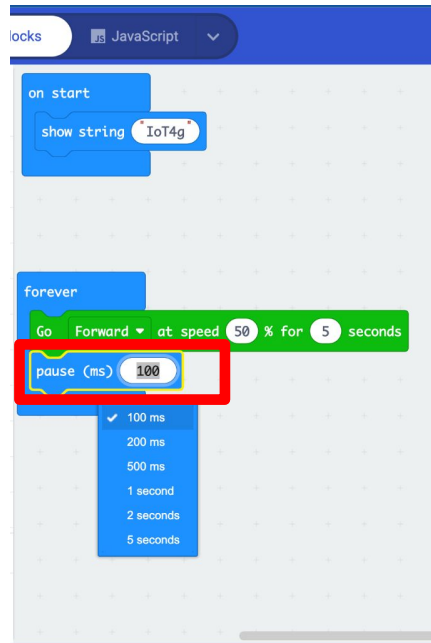 locks JS JavaScript
on start
show string "IoT4g"
forever
Go Forward at speed 50 % for 5 seconds
pause (ms) 100
100 ms
200 ms
500 ms
1 second
2 seconds
5 seconds